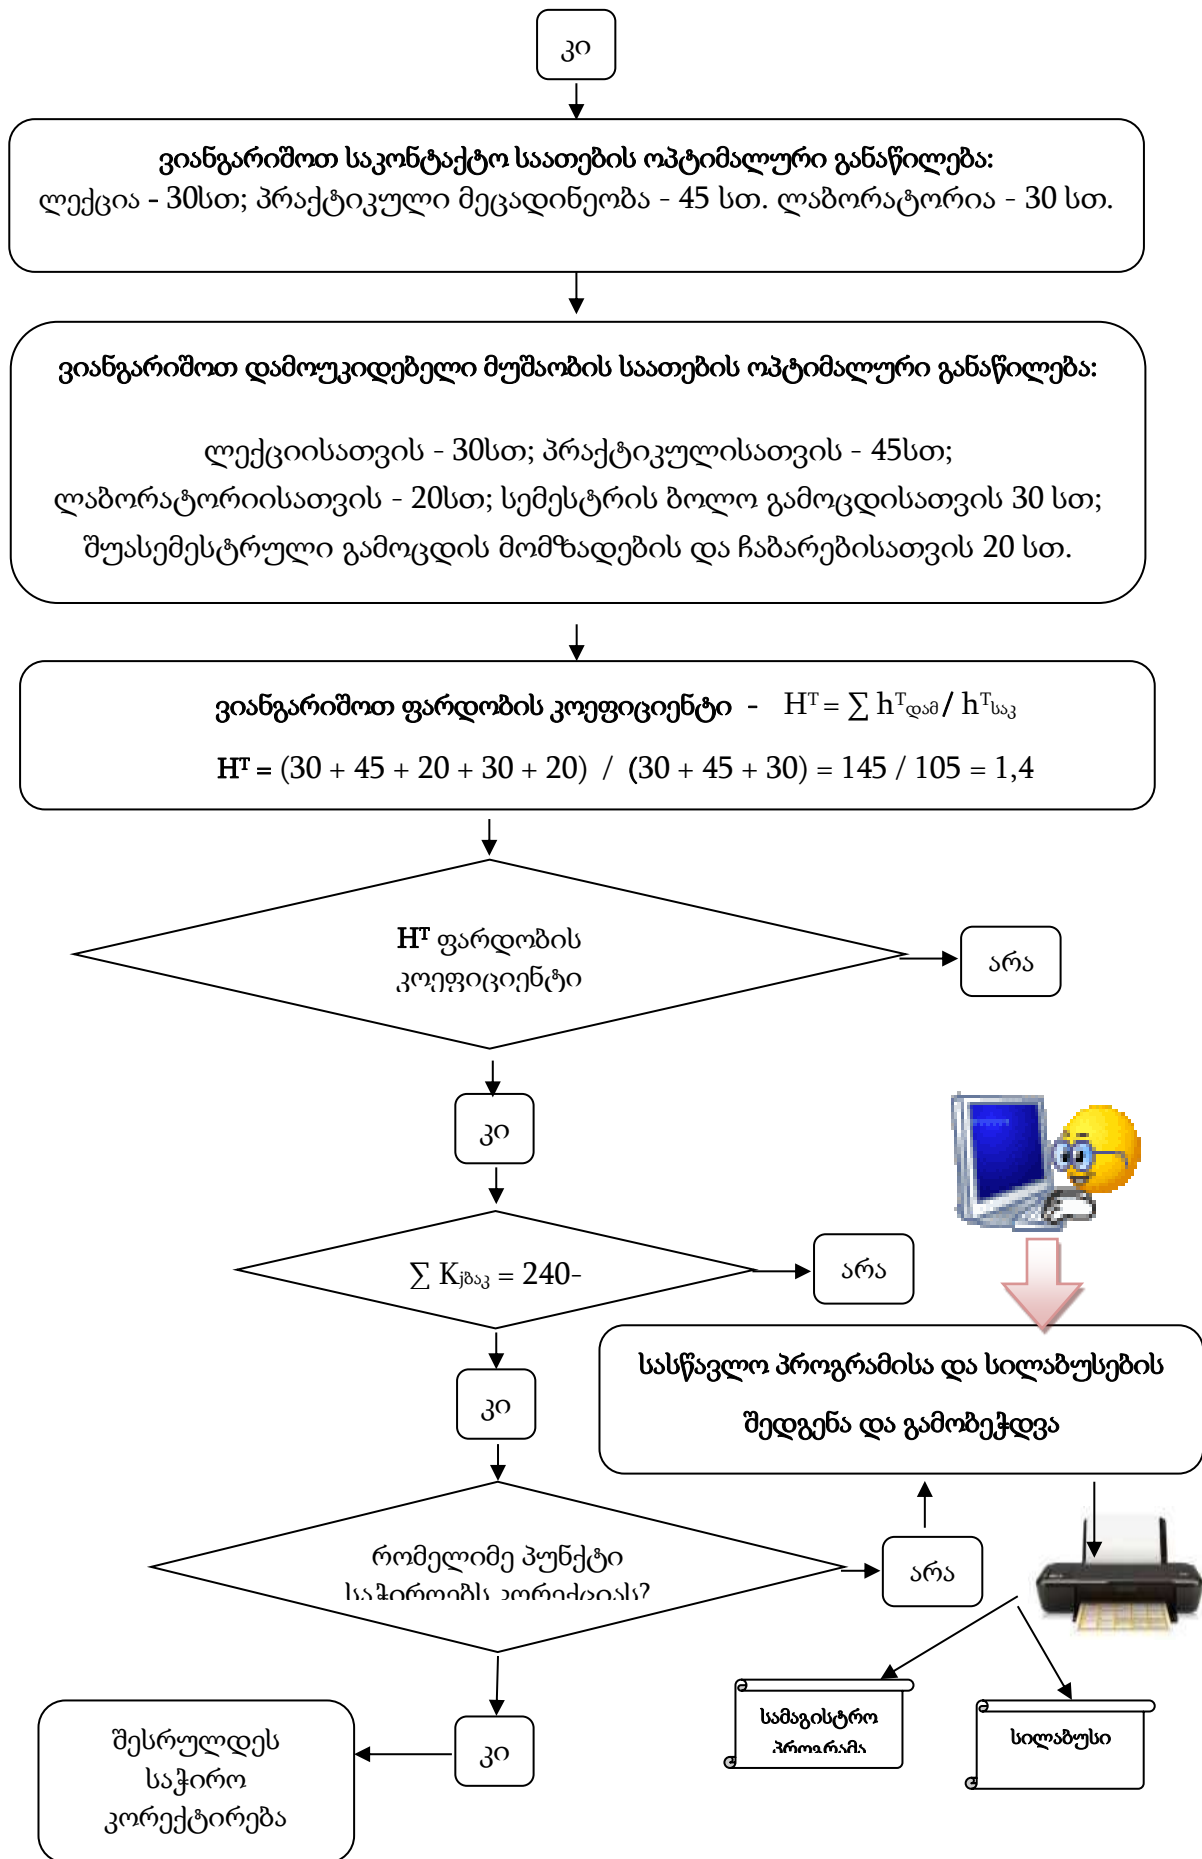 კი
ვიანგარიშოთ საკონტაქტო საათების ოპტიმალური განაწილება:
ლექცია - 30სთ; პრაქტიკული მეცადინეობა - 45 სთ. ლაბორატორია - 30 სთ.
ვიანგარიშოთ დამოუკიდებელი მუშაობის საათების ოპტიმალური განაწილება:
ლექციისათვის - 30სთ; პრაქტიკულისათვის - 45სთ;
ლაბორატორიისათვის - 20სთ; სემესტრის ბოლო გამოცდისათვის 30 სთ;
შუასემესტრული გამოცდის მომზადების და ჩაბარებისათვის 20 სთ.
ვიანგარიშოთ ფარდობის კოეფიციენტი - Hᵀ = ∑ hᵀდამ / hᵀსაკ
Hᵀ = (30 + 45 + 20 + 30 + 20) / (30 + 45 + 30) = 145 / 105 = 1,4
Hᵀ ფარდობის
კოეფიციენტი
არა
კი
∑ Kjბაკ = 240-
არა
სასწავლო პროგრამისა და სილაბუსების
შედგენა და გამობეჭდვა
კი
რომელიმე პუნქტი
საჭიროებს კორექციას?
არა
სამაგისტრო
პროგრამა
სილაბუსი
კი
შესრულდეს
საჭირო
კორექტირება